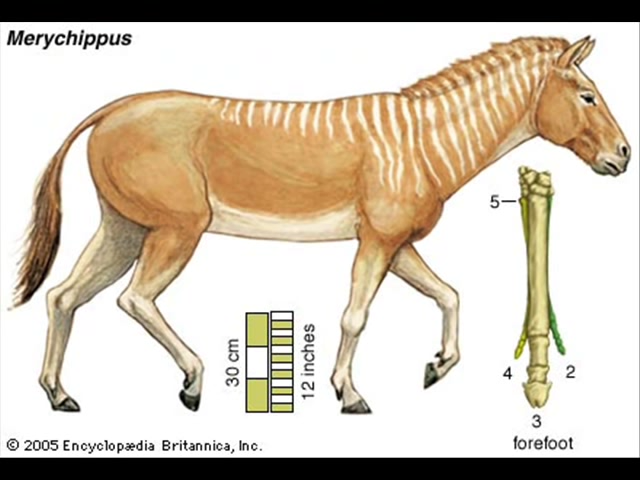 Merychippus
5
4
2
3
forefoot
30 cm
12 inches
© 2005 Encyclopædia Britannica, Inc.